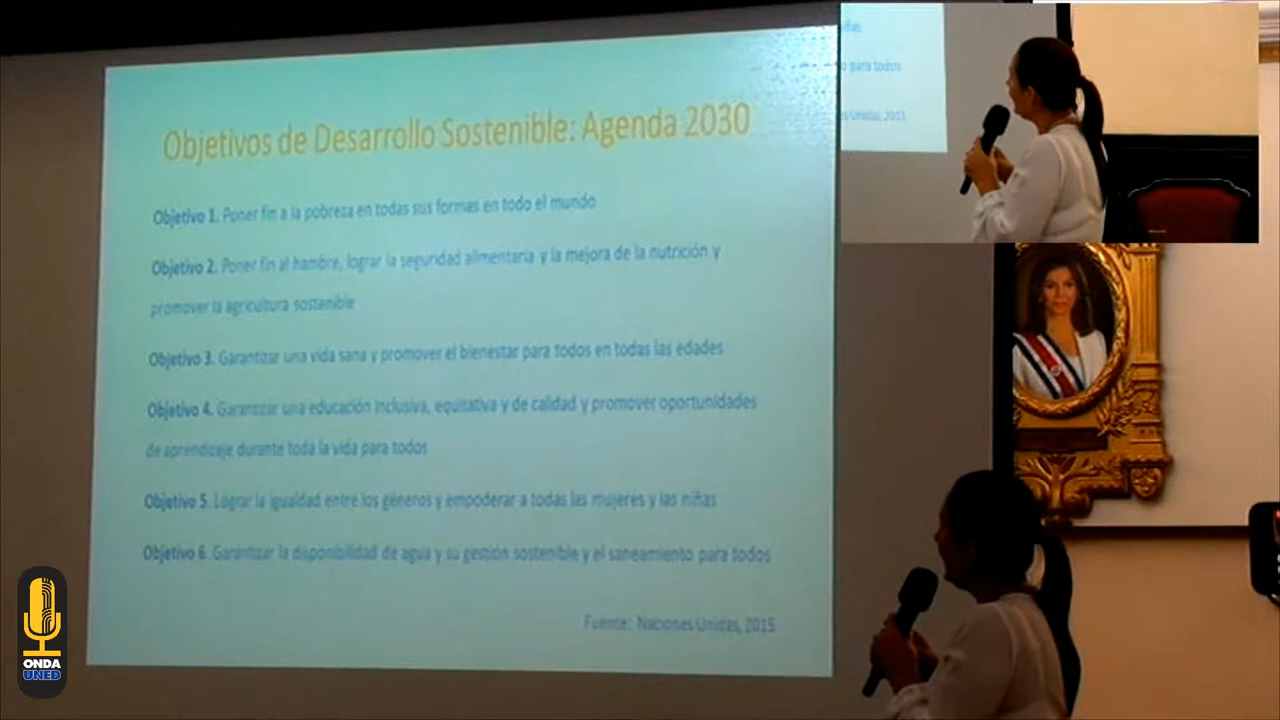 Objetivos de Desarrollo Sostenible: Agenda 2030
Objetivo 1. Poner fin a la pobreza en todas sus formas en todo el mundo
Objetivo 2. Poner fin al hambre, lograr la seguridad alimentaria y la mejora de la nutrición y
promover la agricultura sostenible
Objetivo 3. Garantizar una vida sana y promover el bienestar para todos en todas las edades
Objetivo 4. Garantizar una educación inclusiva, equitativa y de calidad y promover oportunidades
de aprendizaje durante toda la vida para todos
Objetivo 5. Lograr la igualdad entre los géneros y empoderar a todas las mujeres y las niñas
Objetivo 6. Garantizar la disponibilidad de agua y su gestión sostenible y el saneamiento para todos
Fuente: Naciones Unidas, 2015
para todos
Unidas, 2015
ONDA
UNED